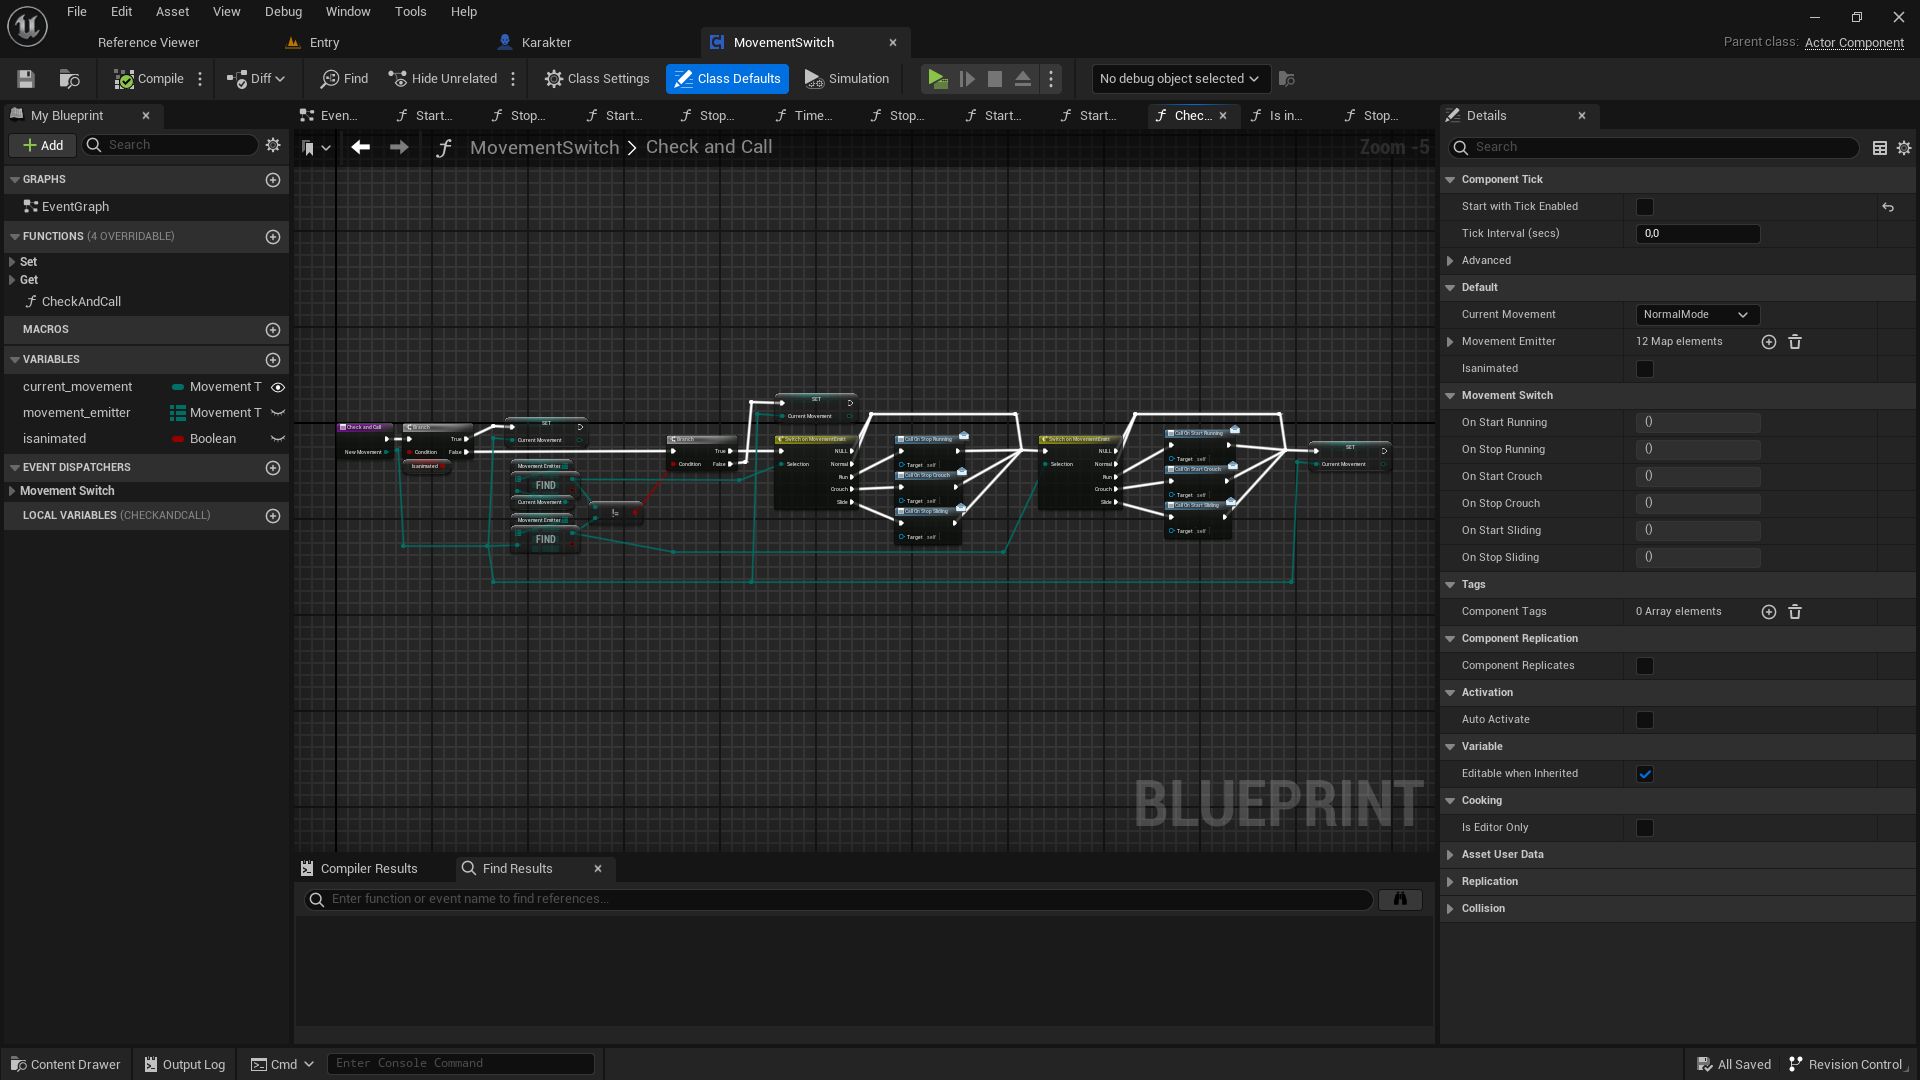 File Edit Asset View Debug Window Tools Help
Reference Viewer Entry Karakter MovementSwitch
Parent class: Actor Component
Compile Diff Find Hide Unrelated Class Settings Class Defaults Simulation No debug object selected
My Blueprint
Add Search
GRAPHS
EventGraph
FUNCTIONS (4 OVERRIDABLE)
Set
Get
CheckAndCall
MACROS
VARIABLES
current_movement Movement T
movement_emitter Movement T
isanimated Boolean
EVENT DISPATCHERS
Movement Switch
LOCAL VARIABLES (CHECKANDCALL)
Even... Start... Stop... Start... Stop... Time... Stop... Start... Start... Chec... Is in... Stop...
MovementSwitch > Check and Call
Zoom -5
Check and Call
New Movement
Branch
True
Condition False
Isanimated
SET
Current Movement
Movement Emitter
FIND
Current Movement
Movement Emitter
FIND
!=
Branch
True
Condition False
SET
Current Movement
Switch on MovementEmitt
NULL
Selection Normal
Run
Crouch
Slide
Call On Stop Running
Target self
Call On Stop Crouch
Target self
Call On Stop Sliding
Target self
Switch on MovementEmitt
NULL
Selection Normal
Run
Crouch
Slide
Call On Start Running
Target self
Call On Start Crouch
Target self
Call On Start Sliding
Target self
SET
Current Movement
BLUEPRINT
Compiler Results Find Results
Enter function or event name to find references...
Details
Search
Component Tick
Start with Tick Enabled
Tick Interval (secs) 0,0
Advanced
Default
Current Movement NormalMode
Movement Emitter 12 Map elements
Isanimated
Movement Switch
On Start Running ()
On Stop Running ()
On Start Crouch ()
On Stop Crouch ()
On Start Sliding ()
On Stop Sliding ()
Tags
Component Tags 0 Array elements
Component Replication
Component Replicates
Activation
Auto Activate
Variable
Editable when Inherited
Cooking
Is Editor Only
Asset User Data
Replication
Collision
Content Drawer Output Log Cmd Enter Console Command All Saved Revision Control